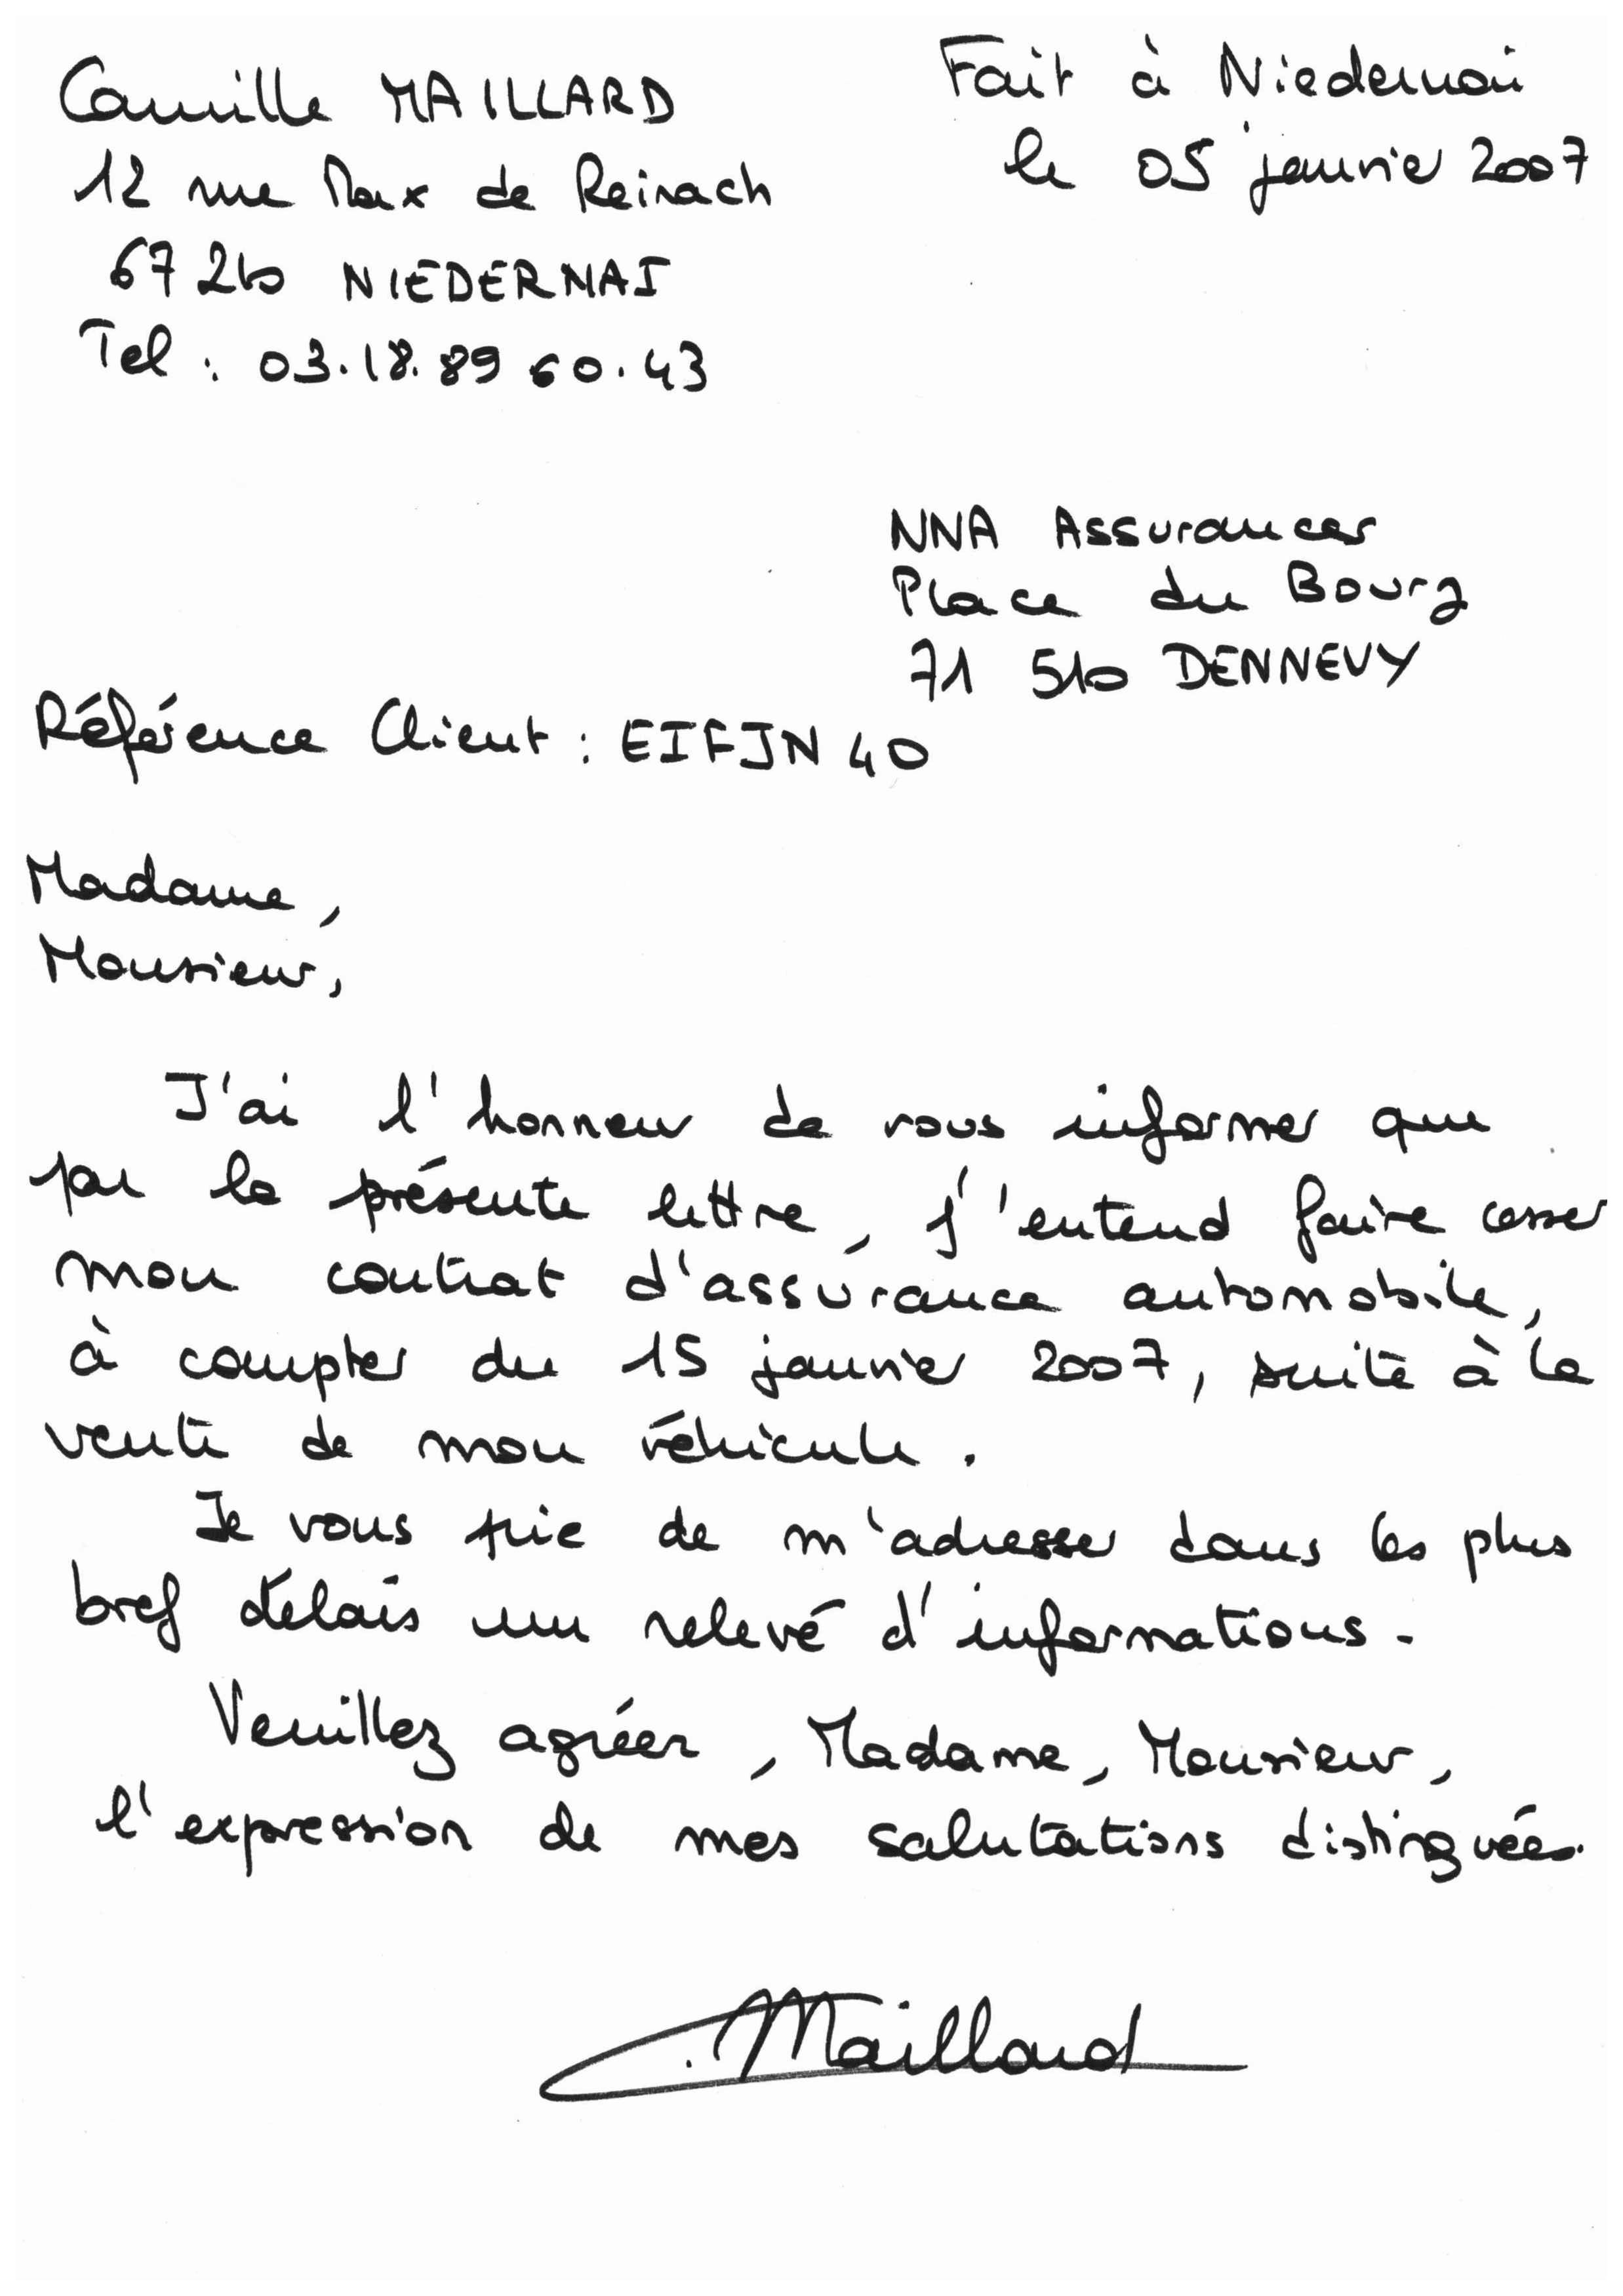 Camille MAILLARD
12 rue Max de Reinach
67210 NIEDERNAI
Tel : 03.18.89 60.43
Fait à Niedernai
le 05 janvier 2007
NNA Assurances
Place du Bourg
71 510 DENNEVY
Référence Client : EIFJN 40
Madame,
Monsieur,
J'ai l'honneur de vous informer que
par la présente lettre, j'entend faire cesser
mon contrat d'assurance automobile,
à compter du 15 janvier 2007, suite à la
vente de mon véhicule.
Je vous prie de m'adresser dans les plus
bref délais un relevé d'informations.
Veuillez agréer, Madame, Monsieur,
l'expression de mes salutations distinguées.
Maillard